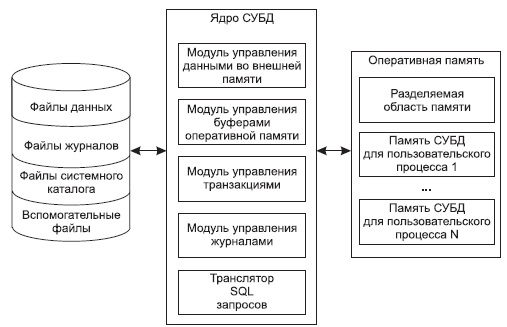 Файлы данных
Файлы журналов
Файлы системного
каталога
Вспомогательные
файлы
Ядро СУБД
Модуль управления
данными во внешней
памяти
Модуль управления
буферами
оперативной памяти
Модуль управления
транзакциями
Модуль управления
журналами
Транслятор
SQL
запросов
Оперативная память
Разделяемая
область памяти
Память СУБД
для пользовательского
процесса 1
...
Память СУБД
для пользовательского
процесса N